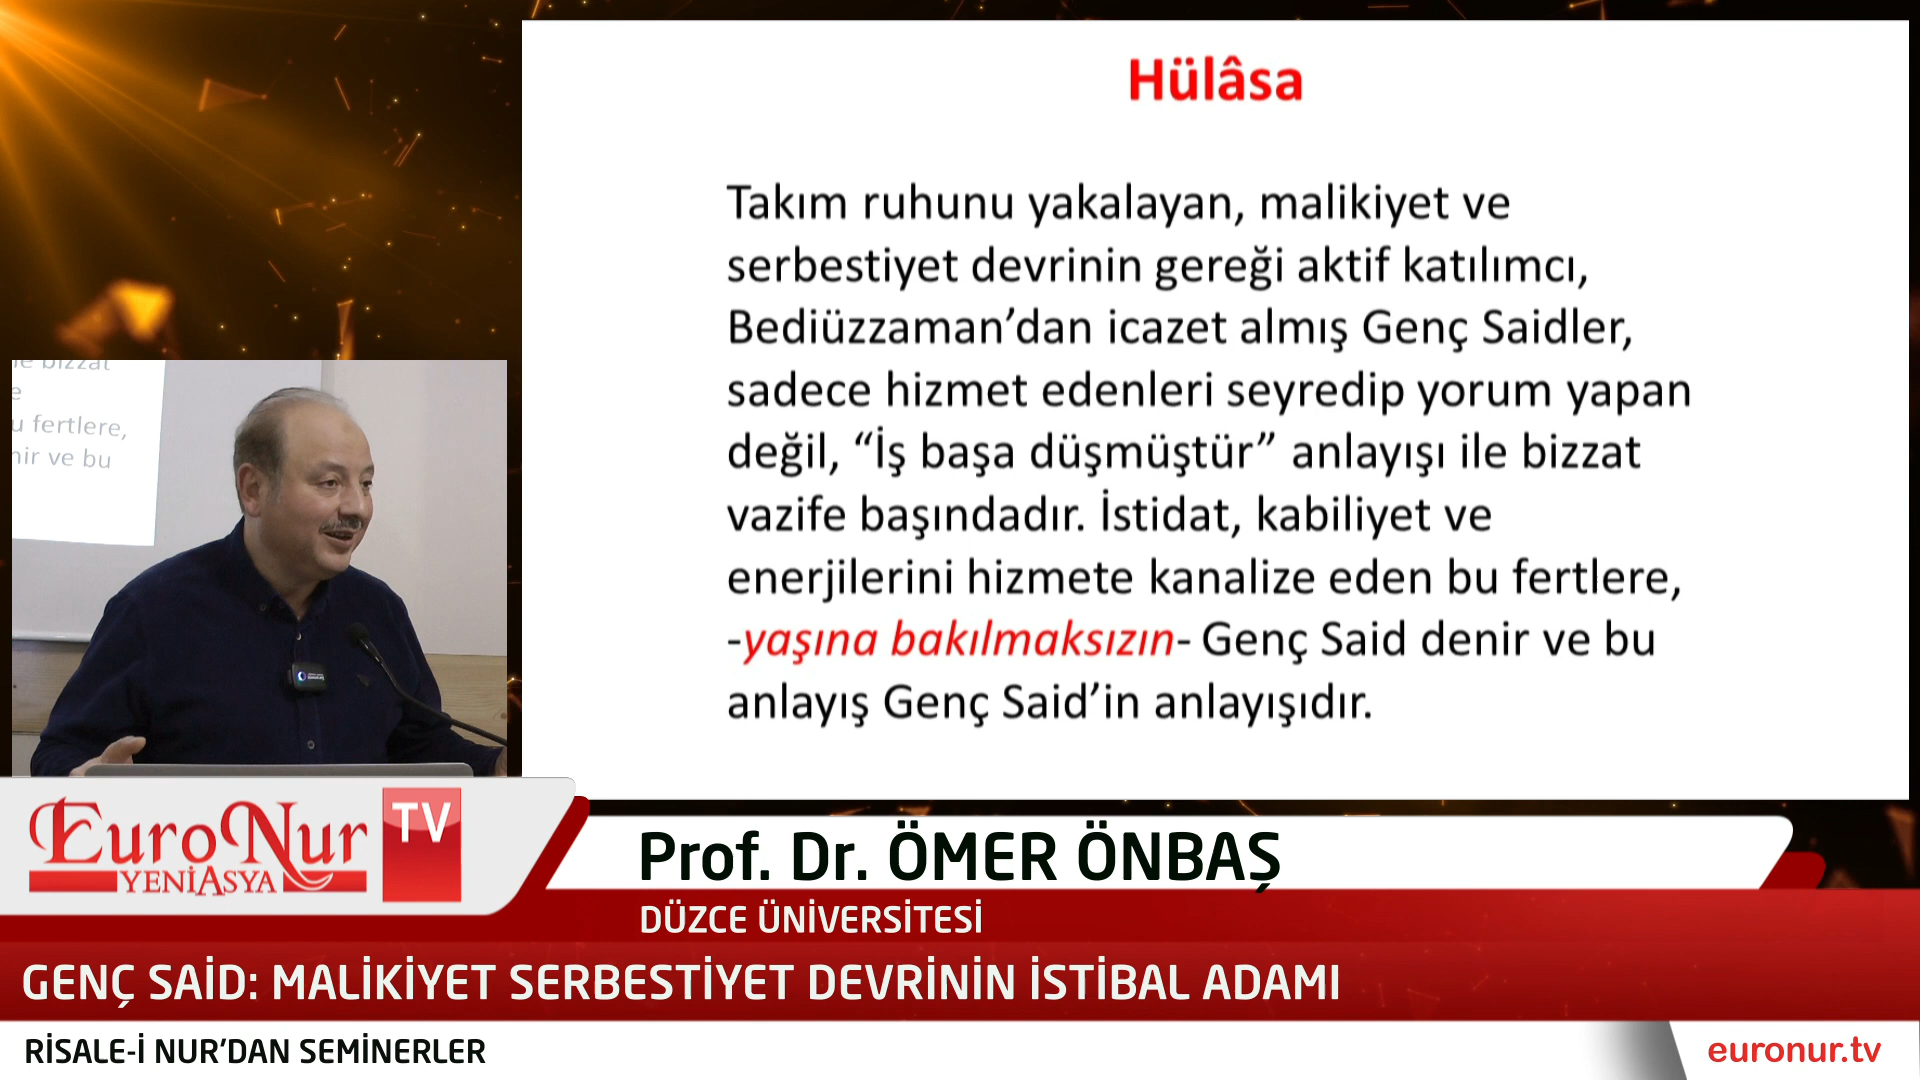 Hülâsa
Takım ruhunu yakalayan, malikiyet ve
serbestiyet devrinin gereği aktif katılımcı,
Bediüzzaman’dan icazet almış Genç Saidler,
sadece hizmet edenleri seyredip yorum yapan
değil, “İş başa düşmüştür” anlayışı ile bizzat
vazife başındadır. İstidat, kabiliyet ve
enerjilerini hizmete kanalize eden bu fertlere,
-yaşına bakılmaksızın- Genç Said denir ve bu
anlayış Genç Said’in anlayışıdır.
u fertlere,
nir ve bu
EuroNur TV
YENİASYA
Prof. Dr. ÖMER ÖNBAŞ
DÜZCE ÜNİVERSİTESİ
GENÇ SAİD: MALİKİYET SERBESTİYET DEVRİNİN İSTİBAL ADAMI
RİSALE-İ NUR’DAN SEMİNERLER
euronur.tv